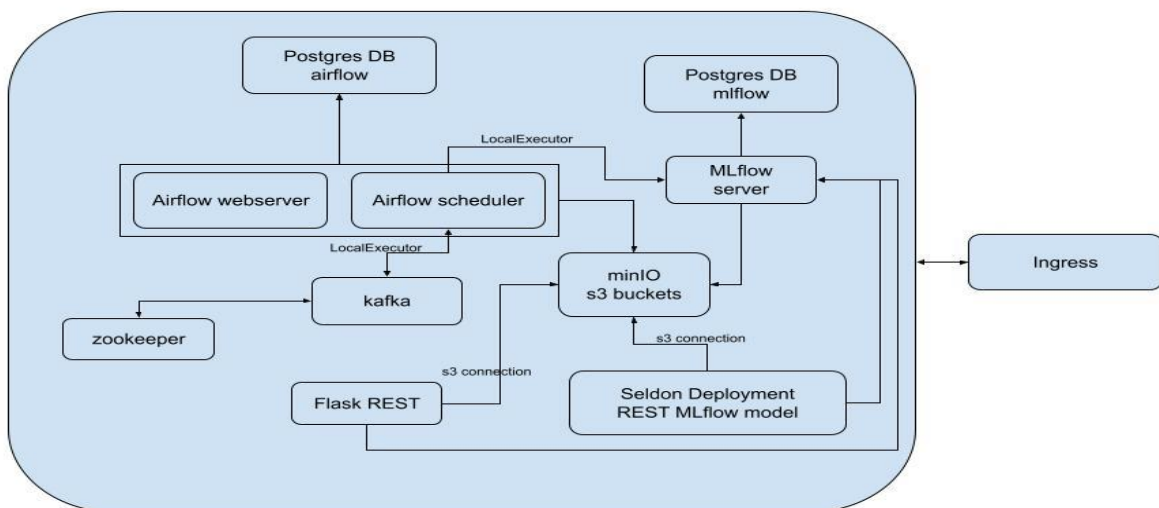 Postgres DB
airflow
Postgres DB
mlflow
LocalExecutor
MLflow
server
Airflow webserver
Airflow scheduler
LocalExecutor
minIO
s3 buckets
Ingress
kafka
zookeeper
s3 connection
s3 connection
Flask REST
Seldon Deployment
REST MLflow model